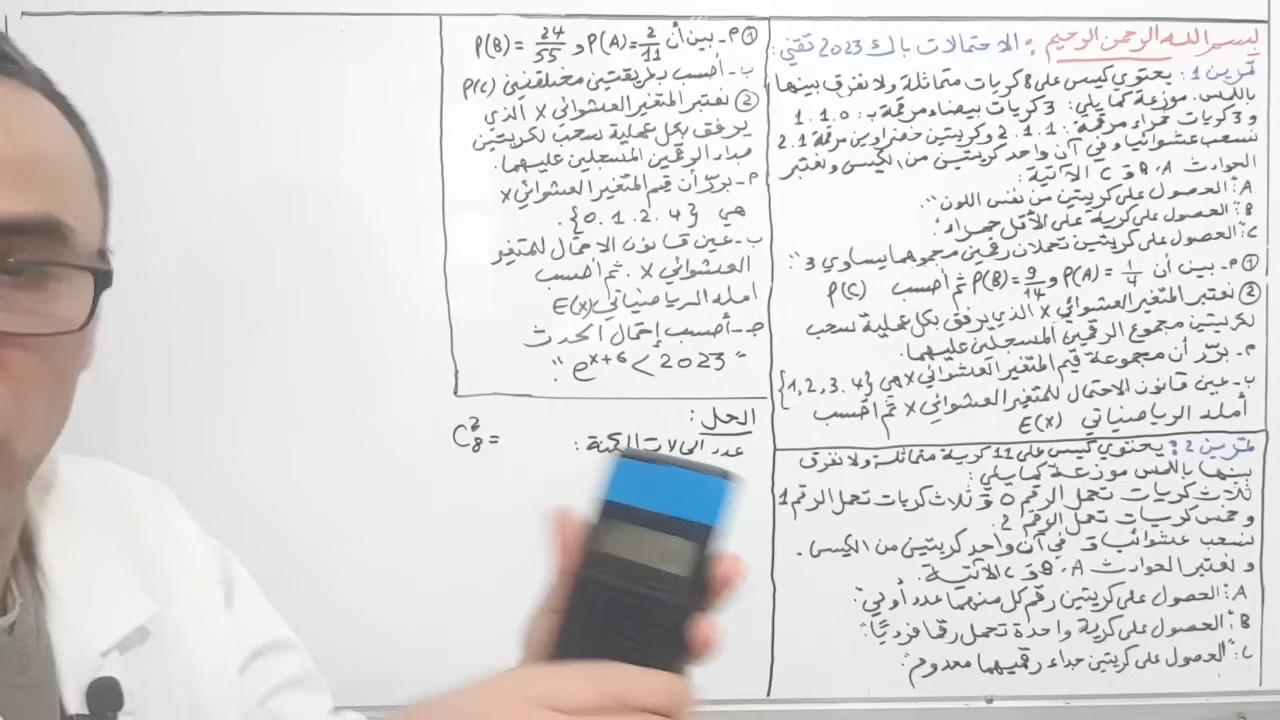 بسم الله الرحمن الرحيم : الاحتمالات باك 2023 تقني :
تمرين 1 : يحتوي كيس على 8 كريات متماثلة ولا نفرق بينها
باللمس. موزعة كما يلي: 3 كريات بيضاء مرقمة ب: 1.1.0
و 3 كريات حمراء مرقمة : 2.1.1 وكريتين خضراوين مرقمة 2.1
نسحب عشوائيا وفي آن واحد كريتين من الكيس ونعتبر
الحوادث B، A و C الآتية :
A: "الحصول على كريتين من نفس اللون".
B: "الحصول على كرية على الأقل حمراء".
C: "الحصول على كريتين تحملان رقمين مجموعهما يساوي 3".
① P - بين أن P(A) = 1/4 و P(B) = 9/14 ثم أحسب P(C)
② نعتبر المتغير العشوائي X الذي يرفق بكل عملية سحب
لكريتين مجموع الرقمين المسجلين عليهما.
P - برّر أن مجموعة قيم المتغير العشوائي X هي {1,2,3.4}
ب - عين قانون الاحتمال للمتغير العشوائي X ثم أحسب
أمله الرياضياتي E(X)
تمرين 2 : يحتوي كيس على 11 كرية متماثلة ولا نفرق
بينها باللمس موزعة كما يلي :
ثلاث كريات تحمل الرقم 0 و ثلاث كريات تحمل الرقم 1
و خمس كريات تحمل الرقم 2.
نسحب عشوائيا و في آن واحد كريتين من الكيس.
و نعتبر الحوادث B، A و C الآتية.
A: "الحصول على كريتين رقم كل منهما عدد أولي".
B: "الحصول على كرية واحدة تحمل رقما فرديًا".
C: "الحصول على كريتين جداء رقميهما معدوم".
① P - بين أن P(A) = 2/11 و P(B) = 24/55
ب - أحسب بطريقتين مختلفتين P(C)
② نعتبر المتغير العشوائي X الذي
يرفق بكل عملية سحب لكريتين
جداء الرقمين المسجلين عليهما.
P - برّر أن قيم المتغير العشوائي X
هي {0.1.2.4}.
ب - عين قانون الاحتمال للمتغير
العشوائي X. ثم أحسب
امله الرياضياتي E(X)
جـ - أحسب إحتمال الحدث
"e^{X+6} < 2023".
الحل :
عدد الحالات الممكنة :
C_8^2 =